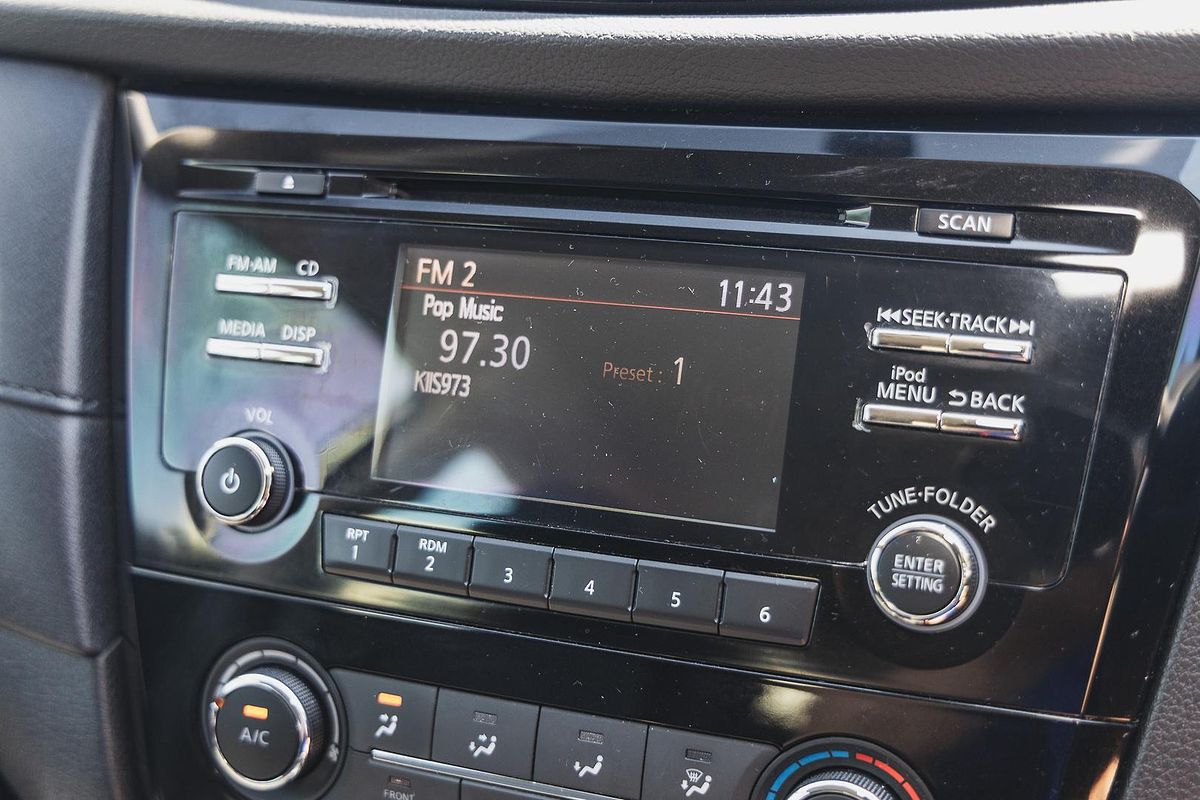 SCAN
FM·AM CD
MEDIA DISP
VOL
FM 2 11:43
Pop Music
97.30
KIIS973
Preset : 1
SEEK·TRACK
iPod
MENU BACK
TUNE·FOLDER
ENTER
SETTING
RPT
1
RDM
2
3
4
5
6
A/C
FRONT